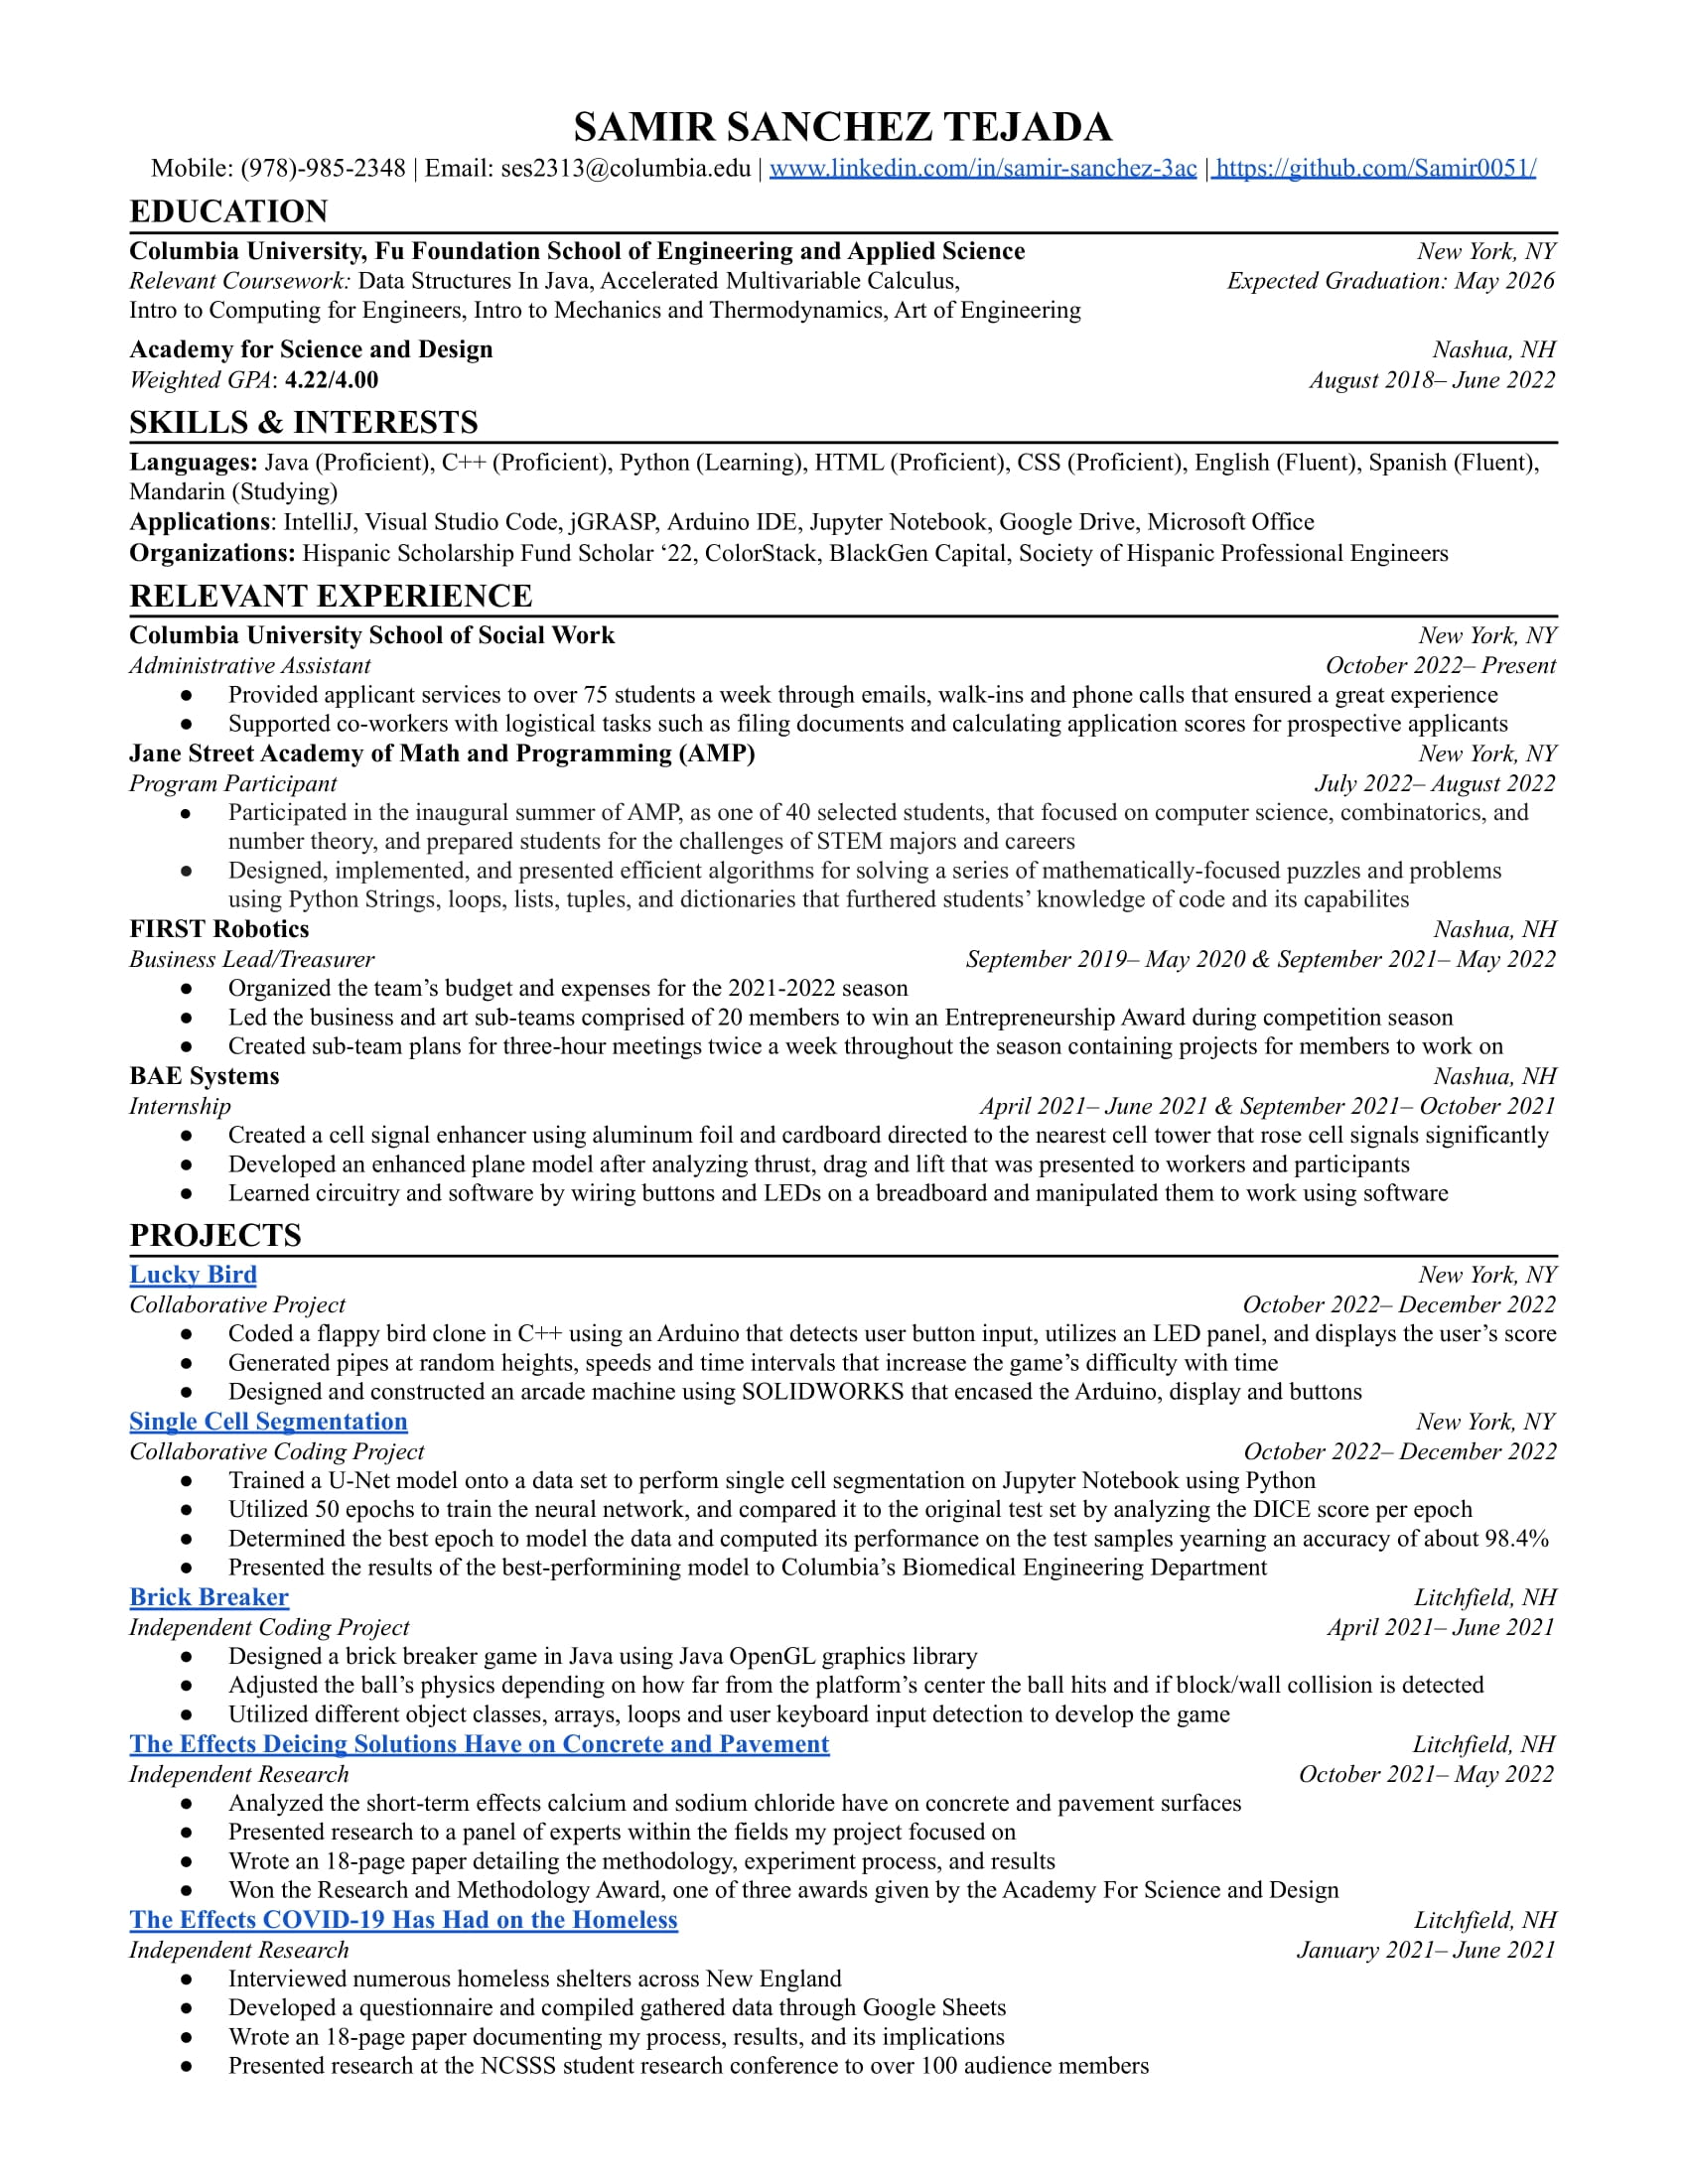 SAMIR SANCHEZ TEJADA
Mobile: (978)-985-2348 | Email: ses2313@columbia.edu | www.linkedin.com/in/samir-sanchez-3ac | https://github.com/Samir0051/
EDUCATION
Columbia University, Fu Foundation School of Engineering and Applied Science New York, NY
Relevant Coursework: Data Structures In Java, Accelerated Multivariable Calculus, Expected Graduation: May 2026
Intro to Computing for Engineers, Intro to Mechanics and Thermodynamics, Art of Engineering
Academy for Science and Design Nashua, NH
Weighted GPA: 4.22/4.00 August 2018– June 2022
SKILLS & INTERESTS
Languages: Java (Proficient), C++ (Proficient), Python (Learning), HTML (Proficient), CSS (Proficient), English (Fluent), Spanish (Fluent),
Mandarin (Studying)
Applications: IntelliJ, Visual Studio Code, jGRASP, Arduino IDE, Jupyter Notebook, Google Drive, Microsoft Office
Organizations: Hispanic Scholarship Fund Scholar ‘22, ColorStack, BlackGen Capital, Society of Hispanic Professional Engineers
RELEVANT EXPERIENCE
Columbia University School of Social Work New York, NY
Administrative Assistant October 2022– Present
● Provided applicant services to over 75 students a week through emails, walk-ins and phone calls that ensured a great experience
● Supported co-workers with logistical tasks such as filing documents and calculating application scores for prospective applicants
Jane Street Academy of Math and Programming (AMP) New York, NY
Program Participant July 2022– August 2022
● Participated in the inaugural summer of AMP, as one of 40 selected students, that focused on computer science, combinatorics, and
number theory, and prepared students for the challenges of STEM majors and careers
● Designed, implemented, and presented efficient algorithms for solving a series of mathematically-focused puzzles and problems
using Python Strings, loops, lists, tuples, and dictionaries that furthered students’ knowledge of code and its capabilites
FIRST Robotics Nashua, NH
Business Lead/Treasurer September 2019– May 2020 & September 2021– May 2022
● Organized the team’s budget and expenses for the 2021-2022 season
● Led the business and art sub-teams comprised of 20 members to win an Entrepreneurship Award during competition season
● Created sub-team plans for three-hour meetings twice a week throughout the season containing projects for members to work on
BAE Systems Nashua, NH
Internship April 2021– June 2021 & September 2021– October 2021
● Created a cell signal enhancer using aluminum foil and cardboard directed to the nearest cell tower that rose cell signals significantly
● Developed an enhanced plane model after analyzing thrust, drag and lift that was presented to workers and participants
● Learned circuitry and software by wiring buttons and LEDs on a breadboard and manipulated them to work using software
PROJECTS
Lucky Bird New York, NY
Collaborative Project October 2022– December 2022
● Coded a flappy bird clone in C++ using an Arduino that detects user button input, utilizes an LED panel, and displays the user’s score
● Generated pipes at random heights, speeds and time intervals that increase the game’s difficulty with time
● Designed and constructed an arcade machine using SOLIDWORKS that encased the Arduino, display and buttons
Single Cell Segmentation New York, NY
Collaborative Coding Project October 2022– December 2022
● Trained a U-Net model onto a data set to perform single cell segmentation on Jupyter Notebook using Python
● Utilized 50 epochs to train the neural network, and compared it to the original test set by analyzing the DICE score per epoch
● Determined the best epoch to model the data and computed its performance on the test samples yearning an accuracy of about 98.4%
● Presented the results of the best-performining model to Columbia’s Biomedical Engineering Department
Brick Breaker Litchfield, NH
Independent Coding Project April 2021– June 2021
● Designed a brick breaker game in Java using Java OpenGL graphics library
● Adjusted the ball’s physics depending on how far from the platform’s center the ball hits and if block/wall collision is detected
● Utilized different object classes, arrays, loops and user keyboard input detection to develop the game
The Effects Deicing Solutions Have on Concrete and Pavement Litchfield, NH
Independent Research October 2021– May 2022
● Analyzed the short-term effects calcium and sodium chloride have on concrete and pavement surfaces
● Presented research to a panel of experts within the fields my project focused on
● Wrote an 18-page paper detailing the methodology, experiment process, and results
● Won the Research and Methodology Award, one of three awards given by the Academy For Science and Design
The Effects COVID-19 Has Had on the Homeless Litchfield, NH
Independent Research January 2021– June 2021
● Interviewed numerous homeless shelters across New England
● Developed a questionnaire and compiled gathered data through Google Sheets
● Wrote an 18-page paper documenting my process, results, and its implications
● Presented research at the NCSSS student research conference to over 100 audience members